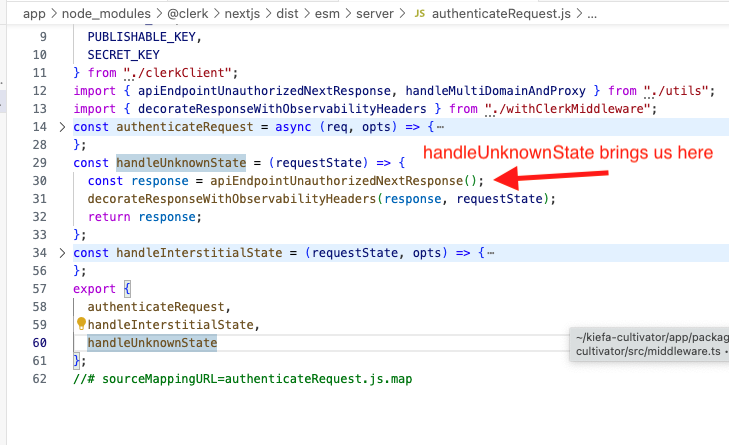 app > node_modules > @clerk > nextjs > dist > esm > server > JS authenticateRequest.js > ...
9 PUBLISHABLE_KEY,
10 SECRET_KEY
11 } from "./clerkClient";
12 import { apiEndpointUnauthorizedNextResponse, handleMultiDomainAndProxy } from "./utils";
13 import { decorateResponseWithObservabilityHeaders } from "./withClerkMiddleware";
14 > const authenticateRequest = async (req, opts) => {⋯
28 };
29 const handleUnknownState = (requestState) => {
handleUnknownState brings us here
30 const response = apiEndpointUnauthorizedNextResponse();
31 decorateResponseWithObservabilityHeaders(response, requestState);
32 return response;
33 };
34 > const handleInterstitialState = (requestState, opts) => {⋯
56 };
57 export {
58 authenticateRequest,
59 handleInterstitialState,
60 handleUnknownState
~/kiefa-cultivator/app/packag
61 };
cultivator/src/middleware.ts •
62 //# sourceMappingURL=authenticateRequest.js.map